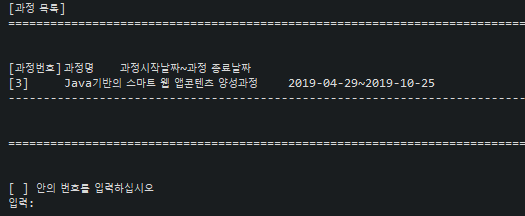 [과정 목록]
==========================================================================
[과정번호]과정명 과정시작날짜~과정 종료날짜
[3] Java기반의 스마트 웹 앱콘텐츠 양성과정 2019-04-29~2019-10-25
--------------------------------------------------------------------------
==========================================================================
[ ] 안의 번호를 입력하십시오
입력: